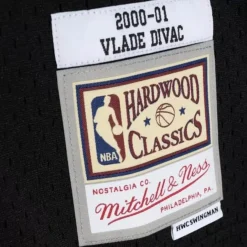 2000-01
VLADE DIVAC
HARDWOOD
CLASSICS
NBA
NOSTALGIA CO.
Mitchell & Ness
PHILADELPHIA, PA.
HWC SWINGMAN